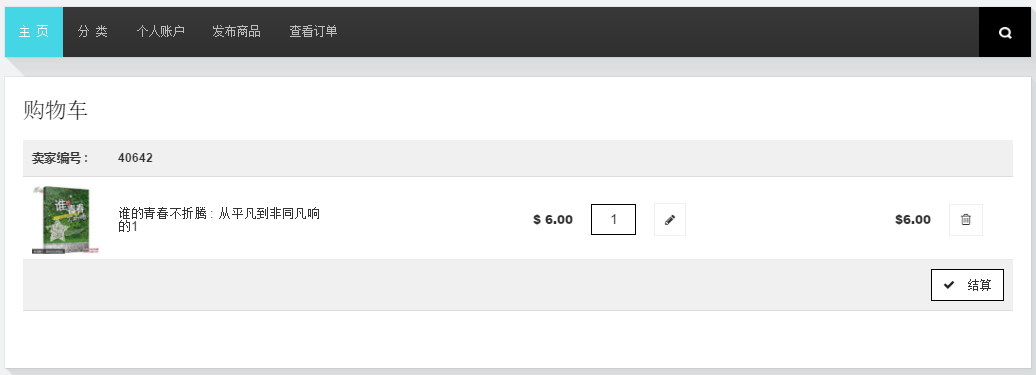 主 页 分 类 个人账户 发布商品 查看订单
购物车
卖家编号： 40642
谁的青春不折腾：从平凡到非同凡响
的1
$ 6.00 1 $6.00
结算